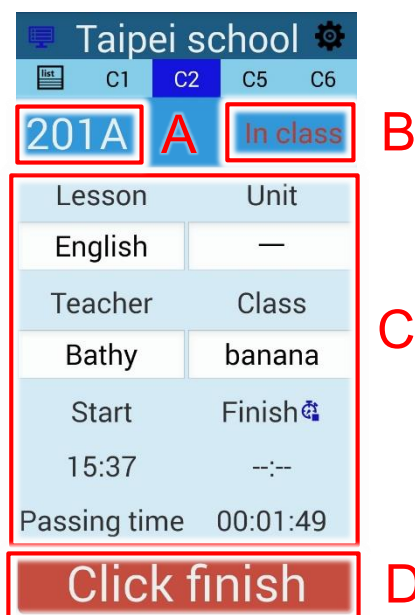 Taipei school
list C1 C2 C5 C6
201A A In class B
Lesson Unit
English —
Teacher Class
Bathy banana
C
Start Finish
15:37 --:--
Passing time 00:01:49
Click finish D